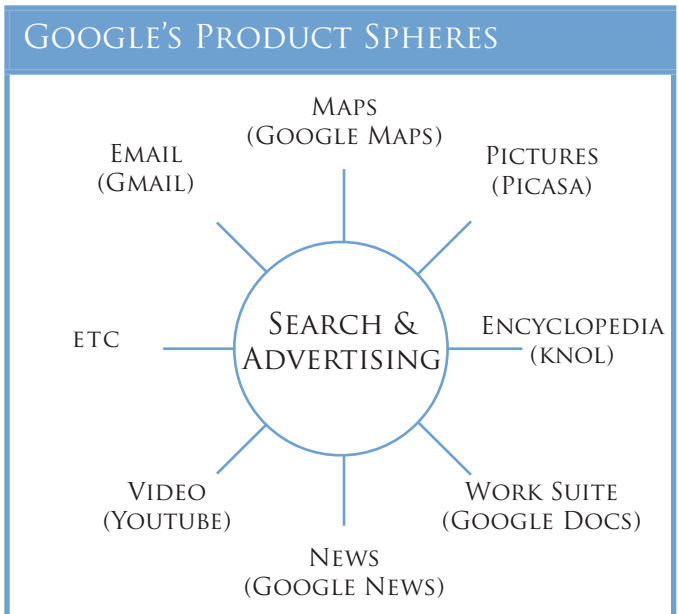 Google's Product Spheres
Maps
(Google Maps)
Email
(Gmail)
Pictures
(Picasa)
etc
Search &
Advertising
Encyclopedia
(knol)
Video
(Youtube)
Work Suite
(Google Docs)
News
(Google News)